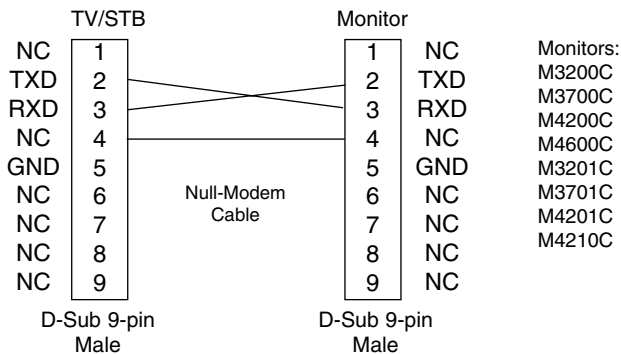 TV/STB Monitor
NC 1 1 NC Monitors:
TXD 2 2 TXD M3200C
RXD 3 3 RXD M3700C
NC 4 4 NC M4200C
GND 5 5 GND M4600C
NC 6 6 NC M3201C
NC 7 7 NC M3701C
NC 8 8 NC M4201C
NC 9 9 NC M4210C
Null-Modem
Cable
D-Sub 9-pin D-Sub 9-pin
Male Male